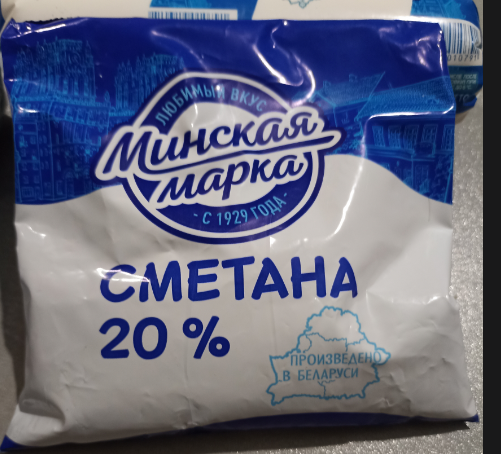 ЛЮБИМЫЙ ВКУС
Минская
марка
- С 1929 ГОДА -
СМЕТАНА
20 %
ПРОИЗВЕДЕНО
В БЕЛАРУСИ